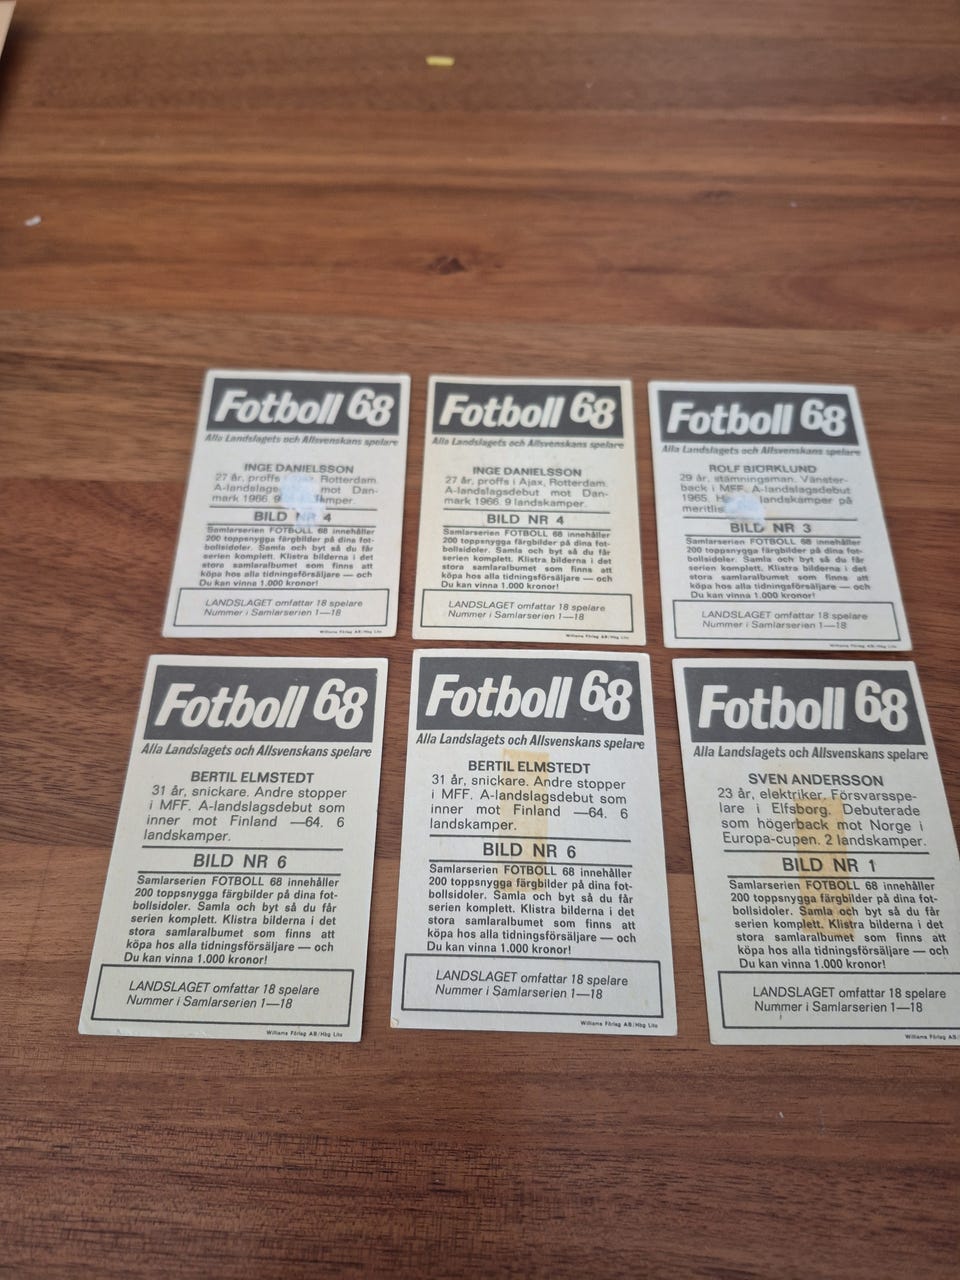 Fotboll 68
Alla Landslagets och Allsvenskans spelare
INGE DANIELSSON
27 år, proffs i Ajax, Rotterdam.
A-landslags mot Dan-
mark 1966. 9 kamper.
BILD NR 4
Samlarserien FOTBOLL 68 innehåller
200 toppsnygga färgbilder på dina fot-
bollsidoler. Samla och byt så du får
serien komplett. Klistra bilderna i det
stora samlaralbumet som finns att
köpa hos alla tidningsförsäljare — och
Du kan vinna 1.000 kronor!
LANDSLAGET omfattar 18 spelare
Nummer i Samlarserien 1—18
Williams Förlag AB/Hbg Lito
Fotboll 68
Alla Landslagets och Allsvenskans spelare
INGE DANIELSSON
27 år, proffs i Ajax, Rotterdam.
A-landslagsdebut mot Dan-
mark 1966. 9 landskamper.
BILD NR 4
Samlarserien FOTBOLL 68 innehåller
200 toppsnygga färgbilder på dina fot-
bollsidoler. Samla och byt så du får
serien komplett. Klistra bilderna i det
stora samlaralbumet som finns att
köpa hos alla tidningsförsäljare — och
Du kan vinna 1.000 kronor!
LANDSLAGET omfattar 18 spelare
Nummer i Samlarserien 1—18
Williams Förlag AB/Hbg Lito
Fotboll 68
Alla Landslagets och Allsvenskans spelare
ROLF BJORKLUND
29 år, stämningsman. Vänster-
back i MFF. A-landslagsdebut
1965. landskamper på
meritlis
BILD NR 3
Samlarserien FOTBOLL 68 innehåller
200 toppsnygga färgbilder på dina fot-
bollsidoler. Samla och byt så du får
serien komplett. Klistra bilderna i det
stora samlaralbumet som finns att
köpa hos alla tidningsförsäljare — och
Du kan vinna 1.000 kronor!
LANDSLAGET omfattar 18 spelare
Nummer i Samlarserien 1—18
Williams Förlag AB/Hbg Lito
Fotboll 68
Alla Landslagets och Allsvenskans spelare
BERTIL ELMSTEDT
31 år, snickare. Andre stopper
i MFF. A-landslagsdebut som
inner mot Finland —64. 6
landskamper.
BILD NR 6
Samlarserien FOTBOLL 68 innehåller
200 toppsnygga färgbilder på dina fot-
bollsidoler. Samla och byt så du får
serien komplett. Klistra bilderna i det
stora samlaralbumet som finns att
köpa hos alla tidningsförsäljare — och
Du kan vinna 1.000 kronor!
LANDSLAGET omfattar 18 spelare
Nummer i Samlarserien 1—18
Williams Förlag AB/Hbg Lito
Fotboll 68
Alla Landslagets och Allsvenskans spelare
BERTIL ELMSTEDT
31 år, snickare. Andre stopper
i MFF. A-landslagsdebut som
inner mot Finland —64. 6
landskamper.
BILD NR 6
Samlarserien FOTBOLL 68 innehåller
200 toppsnygga färgbilder på dina fot-
bollsidoler. Samla och byt så du får
serien komplett. Klistra bilderna i det
stora samlaralbumet som finns att
köpa hos alla tidningsförsäljare — och
Du kan vinna 1.000 kronor!
LANDSLAGET omfattar 18 spelare
Nummer i Samlarserien 1—18
Williams Förlag AB/Hbg Lito
Fotboll 68
Alla Landslagets och Allsvenskans spelare
SVEN ANDERSSON
23 år, elektriker. Försvarsspe-
lare i Elfsborg. Debuterade
som högerback mot Norge i
Europa-cupen. 2 landskamper.
BILD NR 1
Samlarserien FOTBOLL 68 innehåller
200 toppsnygga färgbilder på dina fot-
bollsidoler. Samla och byt så du får
serien komplett. Klistra bilderna i det
stora samlaralbumet som finns att
köpa hos alla tidningsförsäljare — och
Du kan vinna 1.000 kronor!
LANDSLAGET omfattar 18 spelare
Nummer i Samlarserien 1—18
Williams Förlag AB/